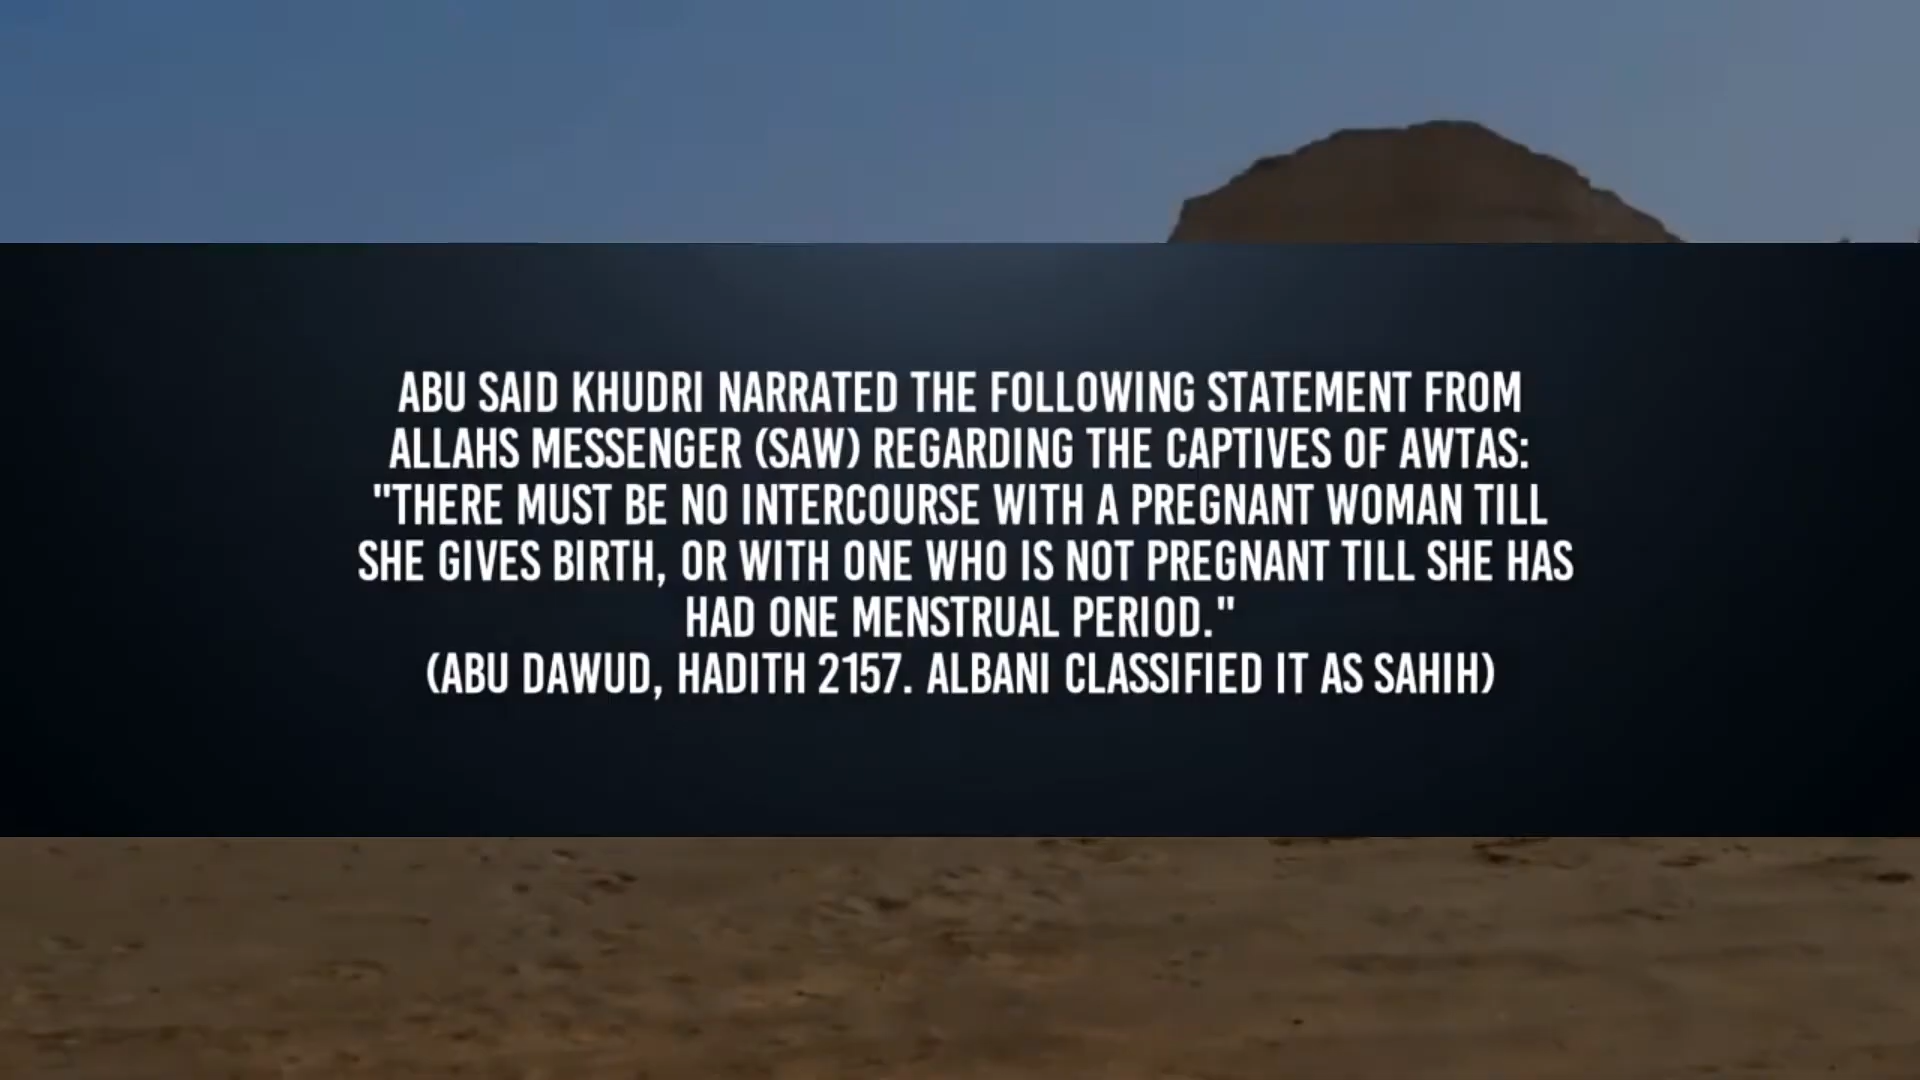 ABU SAID KHUDRI NARRATED THE FOLLOWING STATEMENT FROM
ALLAHS MESSENGER (SAW) REGARDING THE CAPTIVES OF AWTAS:
"THERE MUST BE NO INTERCOURSE WITH A PREGNANT WOMAN TILL
SHE GIVES BIRTH, OR WITH ONE WHO IS NOT PREGNANT TILL SHE HAS
HAD ONE MENSTRUAL PERIOD."
(ABU DAWUD, HADITH 2157. ALBANI CLASSIFIED IT AS SAHIH)